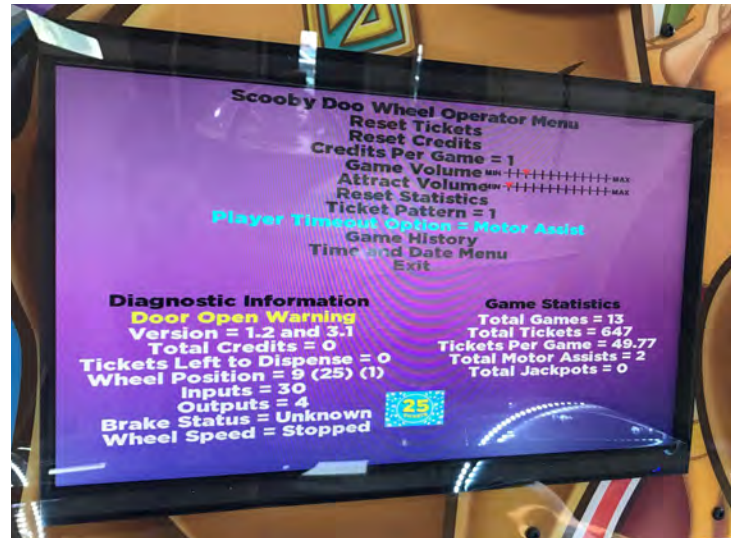 Scooby Doo Wheel Operator Menu
Reset Tickets
Reset Credits
Credits Per Game = 1
Game Volume MIN MAX
Attract Volume MIN MAX
Reset Statistics
Ticket Pattern = 1
Player Timeout Option = Motor Assist
Game History
Time and Date Menu
Exit
Diagnostic Information
Door Open Warning
Version = 1.2 and 3.1
Total Credits = 0
Tickets Left to Dispense = 0
Wheel Position = 9 (25) (1)
Inputs = 30
Outputs = 4
Brake Status = Unknown
Wheel Speed = Stopped
25
Game Statistics
Total Games = 13
Total Tickets = 647
Tickets Per Game = 49.77
Total Motor Assists = 2
Total Jackpots = 0